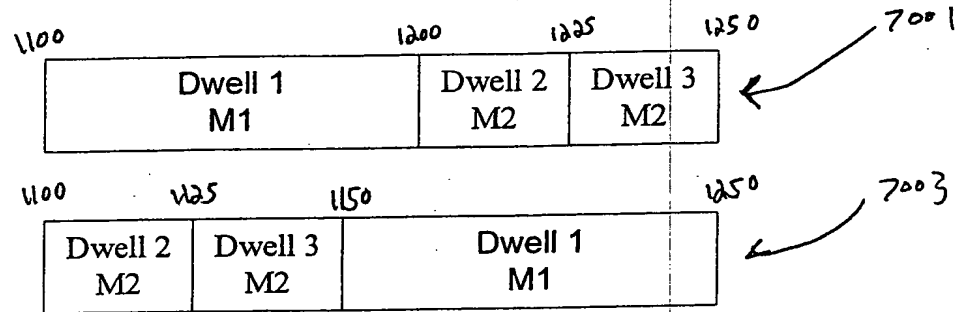 1100 1200 1225 1250 7001
Dwell 1 Dwell 2 Dwell 3
M1 M2 M2
1100 1125 1150 1250 7003
Dwell 2 Dwell 3 Dwell 1
M2 M2 M1